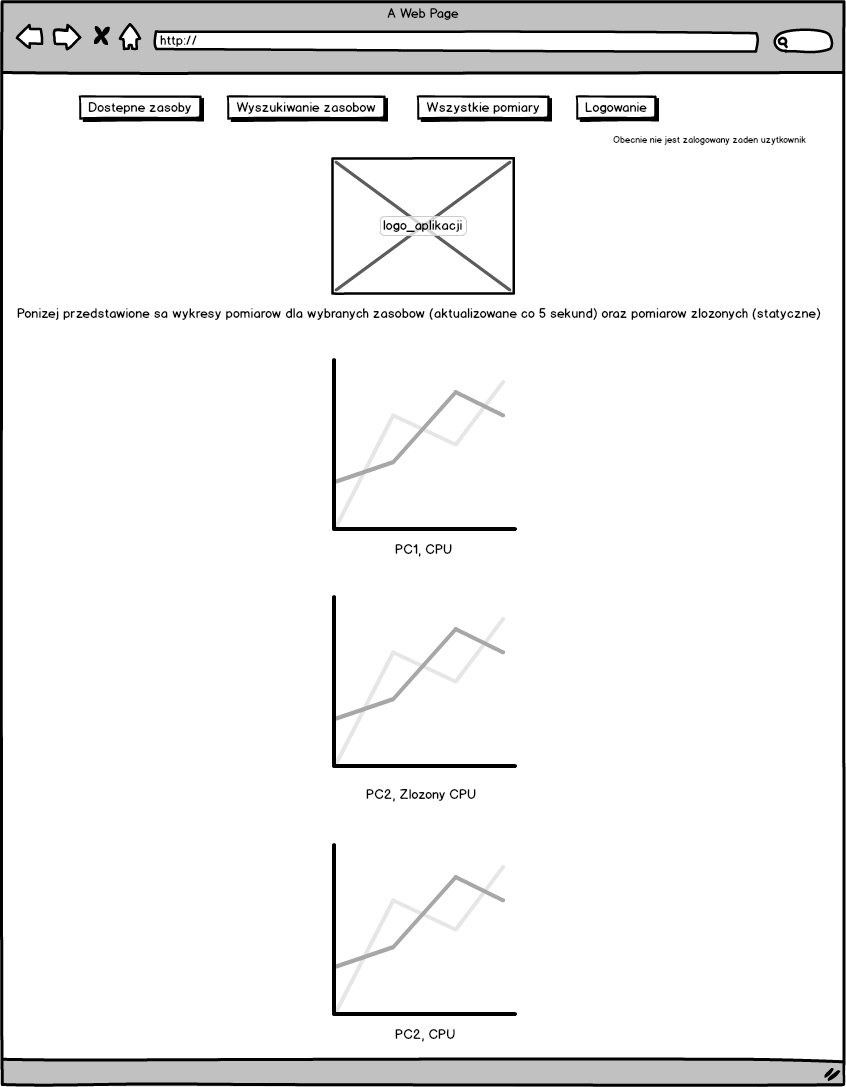 A Web Page
http://
Dostepne zasoby
Wyszukiwanie zasobow
Wszystkie pomiary
Logowanie
Obecnie nie jest zalogowany zaden uzytkownik
logo_aplikacji
Ponizej przedstawione sa wykresy pomiarow dla wybranych zasobow (aktualizowane co 5 sekund) oraz pomiarow zlozonych (statyczne)
PC1, CPU
PC2, Zlozony CPU
PC2, CPU